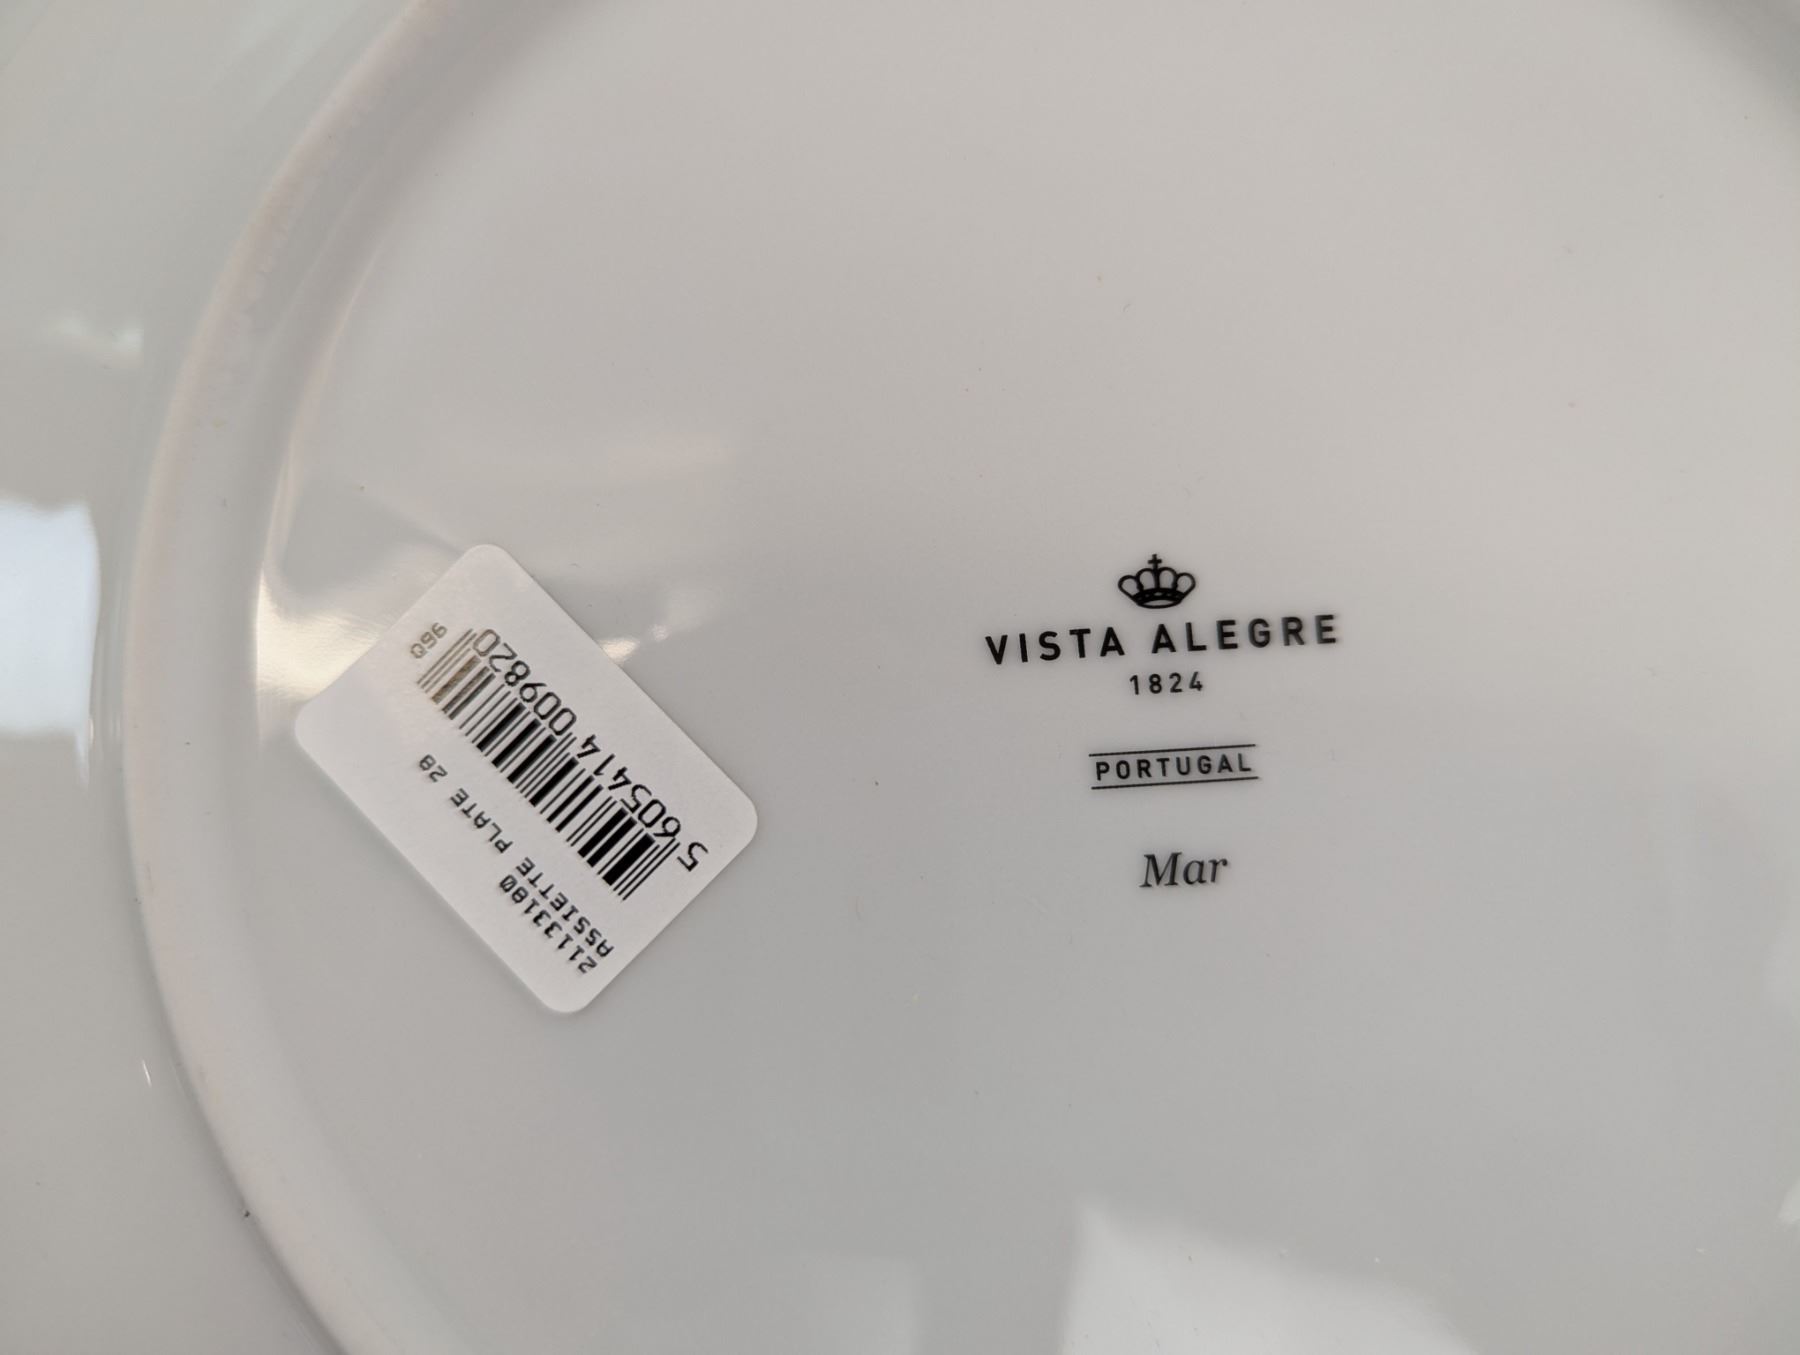 VISTA ALEGRE
1824
PORTUGAL
Mar
21133180
ASSIETTE PLATE 28
5 605414 009820
Q96